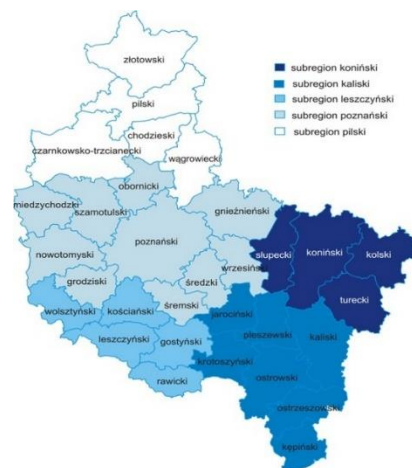 złotowski
pilski
chodzieski
czarnkowsko-trzcianecki
wągrowiecki
obornicki
miedzychodzki
szamotulski
gnieźnieński
poznański
nowotomyski
wrzesiński
grodziski
średzki
śremski
słupecki
koniński
kolski
turecki
wolsztyński
kościański
jarociński
leszczyński
gostyński
pleszewski
kaliski
krotoszyński
rawicki
ostrowski
ostrzeszowski
kępiński
subregion koniński
subregion kaliski
subregion leszczyński
subregion poznański
subregion pilski